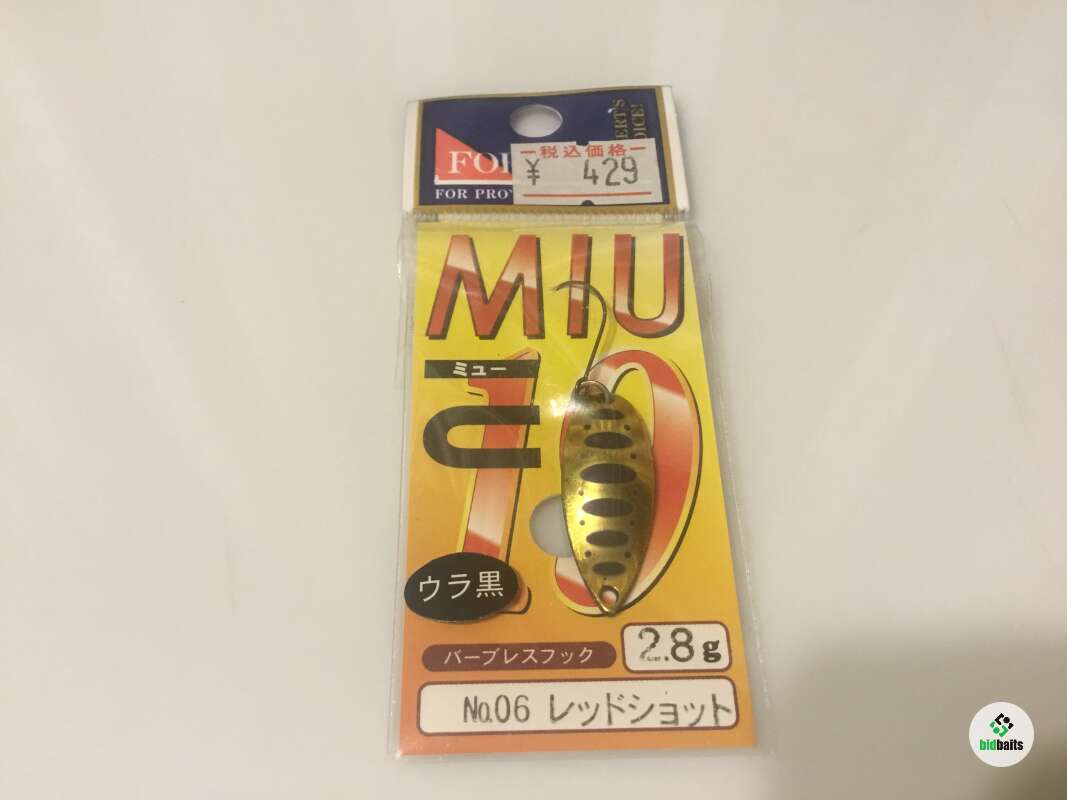 FOR
FOR PRO
ERT'S
OICE!
税込価格
¥ 429
MIU
ミュー
19
ウラ黒
バーブレスフック
2.8g
No.06 レッドショット
bidbaits